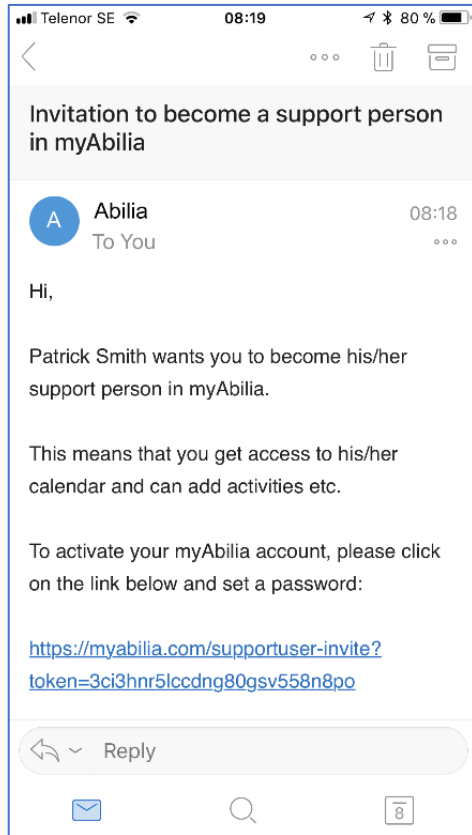 Telenor SE 08:19 80 %
Invitation to become a support person
in myAbilia
A
Abilia 08:18
To You
Hi,
Patrick Smith wants you to become his/her
support person in myAbilia.
This means that you get access to his/her
calendar and can add activities etc.
To activate your myAbilia account, please click
on the link below and set a password:
https://myabilia.com/supportuser-invite?
token=3ci3hnr5lccdng80gsv558n8po
Reply
8